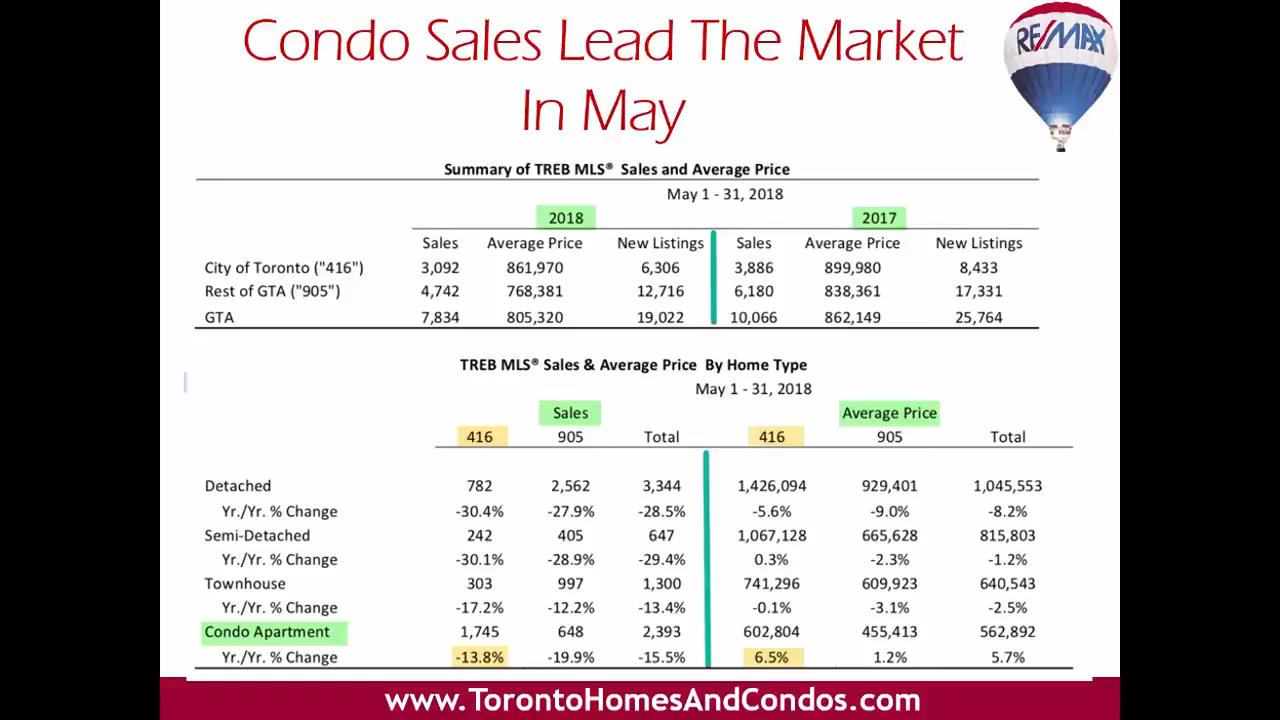 Condo Sales Lead The Market
In May
RE/MAX
Summary of TREB MLS® Sales and Average Price
May 1 - 31, 2018
2018 2017
Sales Average Price New Listings Sales Average Price New Listings
City of Toronto ("416") 3,092 861,970 6,306 3,886 899,980 8,433
Rest of GTA ("905") 4,742 768,381 12,716 6,180 838,361 17,331
GTA 7,834 805,320 19,022 10,066 862,149 25,764
TREB MLS® Sales & Average Price By Home Type
May 1 - 31, 2018
Sales Average Price
416 905 Total 416 905 Total
Detached 782 2,562 3,344 1,426,094 929,401 1,045,553
Yr./Yr. % Change -30.4% -27.9% -28.5% -5.6% -9.0% -8.2%
Semi-Detached 242 405 647 1,067,128 665,628 815,803
Yr./Yr. % Change -30.1% -28.9% -29.4% 0.3% -2.3% -1.2%
Townhouse 303 997 1,300 741,296 609,923 640,543
Yr./Yr. % Change -17.2% -12.2% -13.4% -0.1% -3.1% -2.5%
Condo Apartment 1,745 648 2,393 602,804 455,413 562,892
Yr./Yr. % Change -13.8% -19.9% -15.5% 6.5% 1.2% 5.7%
www.TorontoHomesAndCondos.com